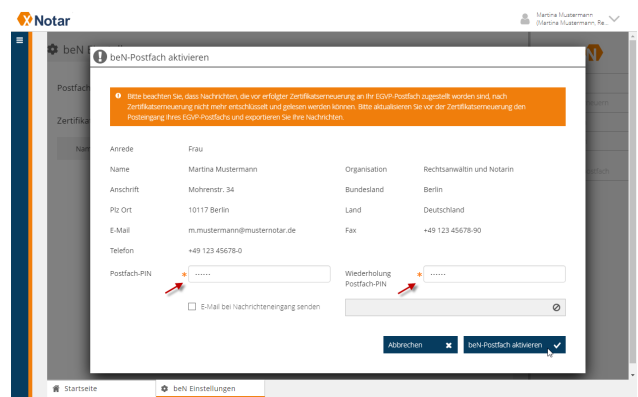 XNotar
Martina Mustermann
(Martina Mustermann, Re...
beN
beN-Postfach aktivieren
Postfach
Bitte beachten Sie, dass Nachrichten, die vor erfolgter Zertifikatserneuerung an Ihr EGVP-Postfach zugestellt worden sind, nach
Zertifikatserneuerung nicht mehr entschlüsselt und gelesen werden können. Bitte aktualisieren Sie vor der Zertifikatserneuerung den
Posteingang Ihres EGVP-Postfachs und exportieren Sie Ihre Nachrichten.
Zertifika
Nam
Anrede Frau
Name Martina Mustermann Organisation Rechtsanwältin und Notarin
Anschrift Mohrenstr. 34 Bundesland Berlin
Plz Ort 10117 Berlin Land Deutschland
E-Mail m.mustermann@musternotar.de Fax +49 123 45678-90
Telefon +49 123 45678-0
Postfach-PIN * ...... Wiederholung * ......
Postfach-PIN
E-Mail bei Nachrichteneingang senden
Abbrechen beN-Postfach aktivieren
Startseite beN Einstellungen